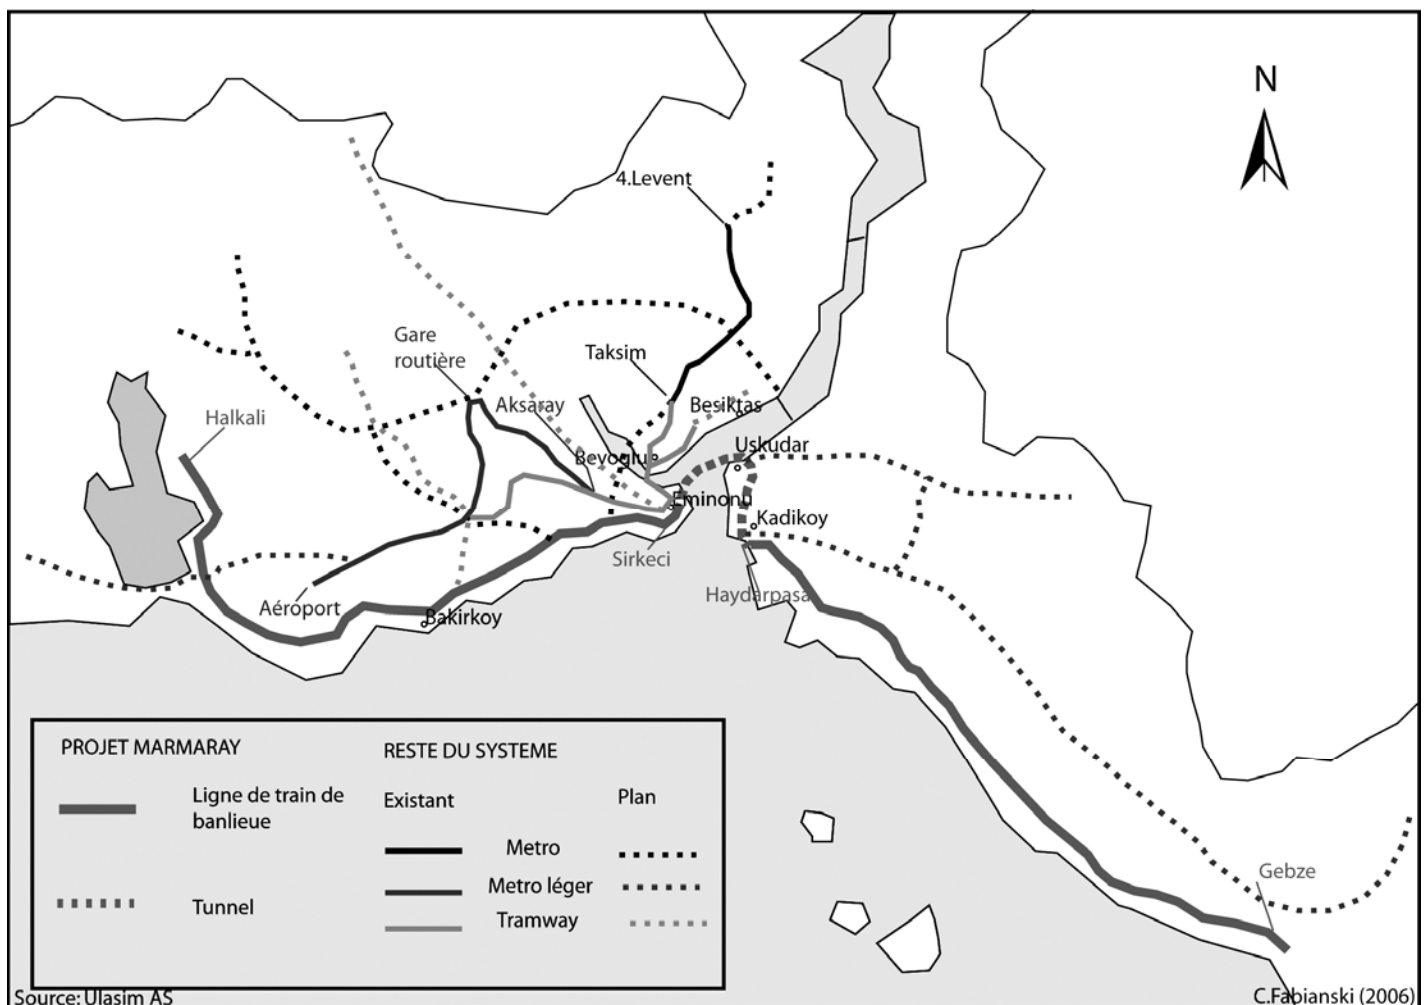 N
4.Levent
Gare
routière
Taksim
Aksaray
Besiktas
Halkali
Beyoglu
Uskudar
Eminonu
Kadikoy
Sirkeci
Haydarpasa
Aéroport
Bakirkoy
Gebze
PROJET MARMARAY
RESTE DU SYSTEME
Ligne de train de
banlieue
Existant
Plan
Metro
Metro léger
Tunnel
Tramway
Source: Ulasim AS
C.Fabianski (2006)